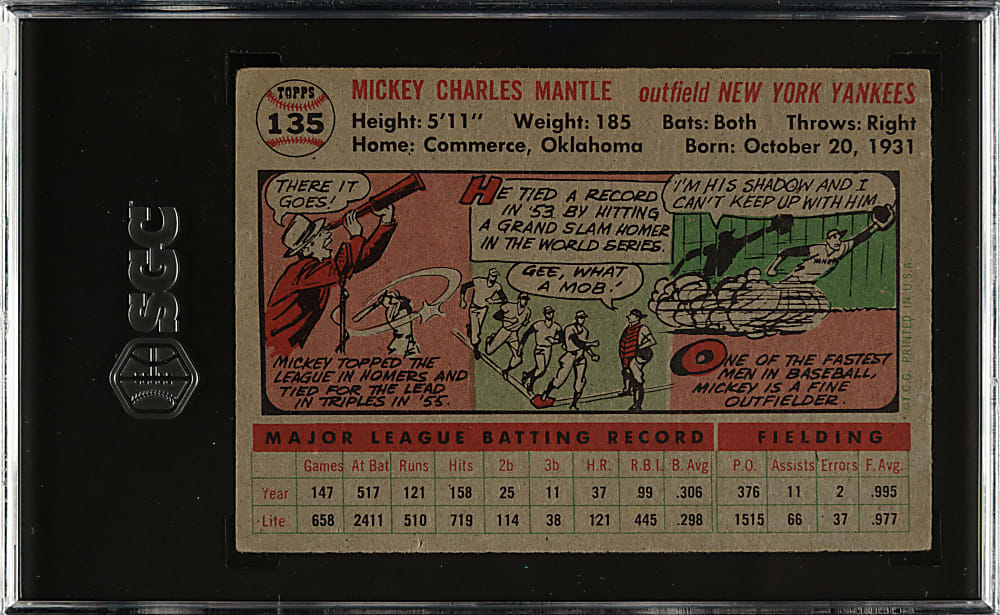 TOPPS
135
MICKEY CHARLES MANTLE outfield NEW YORK YANKEES
Height: 5'11" Weight: 185 Bats: Both Throws: Right
Home: Commerce, Oklahoma Born: October 20, 1931
THERE IT
GOES!
MICKEY TOPPED THE
LEAGUE IN HOMERS AND
TIED FOR THE LEAD
IN TRIPLES IN '55.
HE TIED A RECORD
IN '53 BY HITTING
A GRAND SLAM HOMER
IN THE WORLD SERIES.
GEE, WHAT
A MOB!
I'M HIS SHADOW AND I
CAN'T KEEP UP WITH HIM
ONE OF THE FASTEST
MEN IN BASEBALL,
MICKEY IS A FINE
OUTFIELDER.
©T.C.G. PRINTED IN U.S.A.
MAJOR LEAGUE BATTING RECORD FIELDING
Games At Bat Runs Hits 2b 3b H.R. R.B.I. B. Avg. P.O. Assists Errors F. Avg.
Year 147 517 121 158 25 11 37 99 .306 376 11 2 .995
Life 658 2411 510 719 114 38 121 445 .298 1515 66 37 .977
SGC